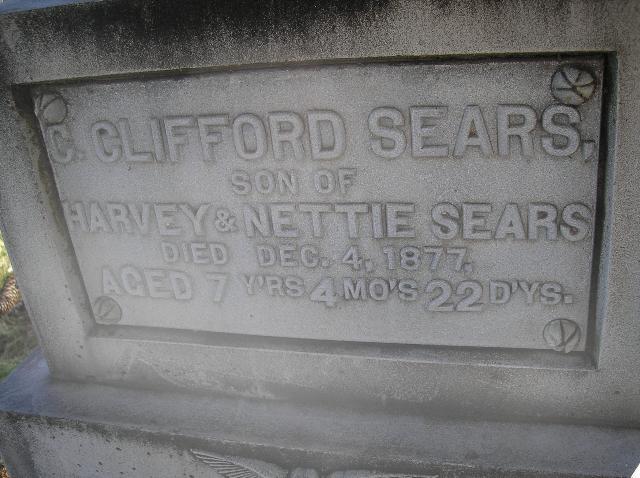 C. CLIFFORD SEARS,
SON OF
HARVEY & NETTIE SEARS
DIED DEC. 4, 1877.
AGED 7 Y'RS 4 MO'S 22 D'YS.